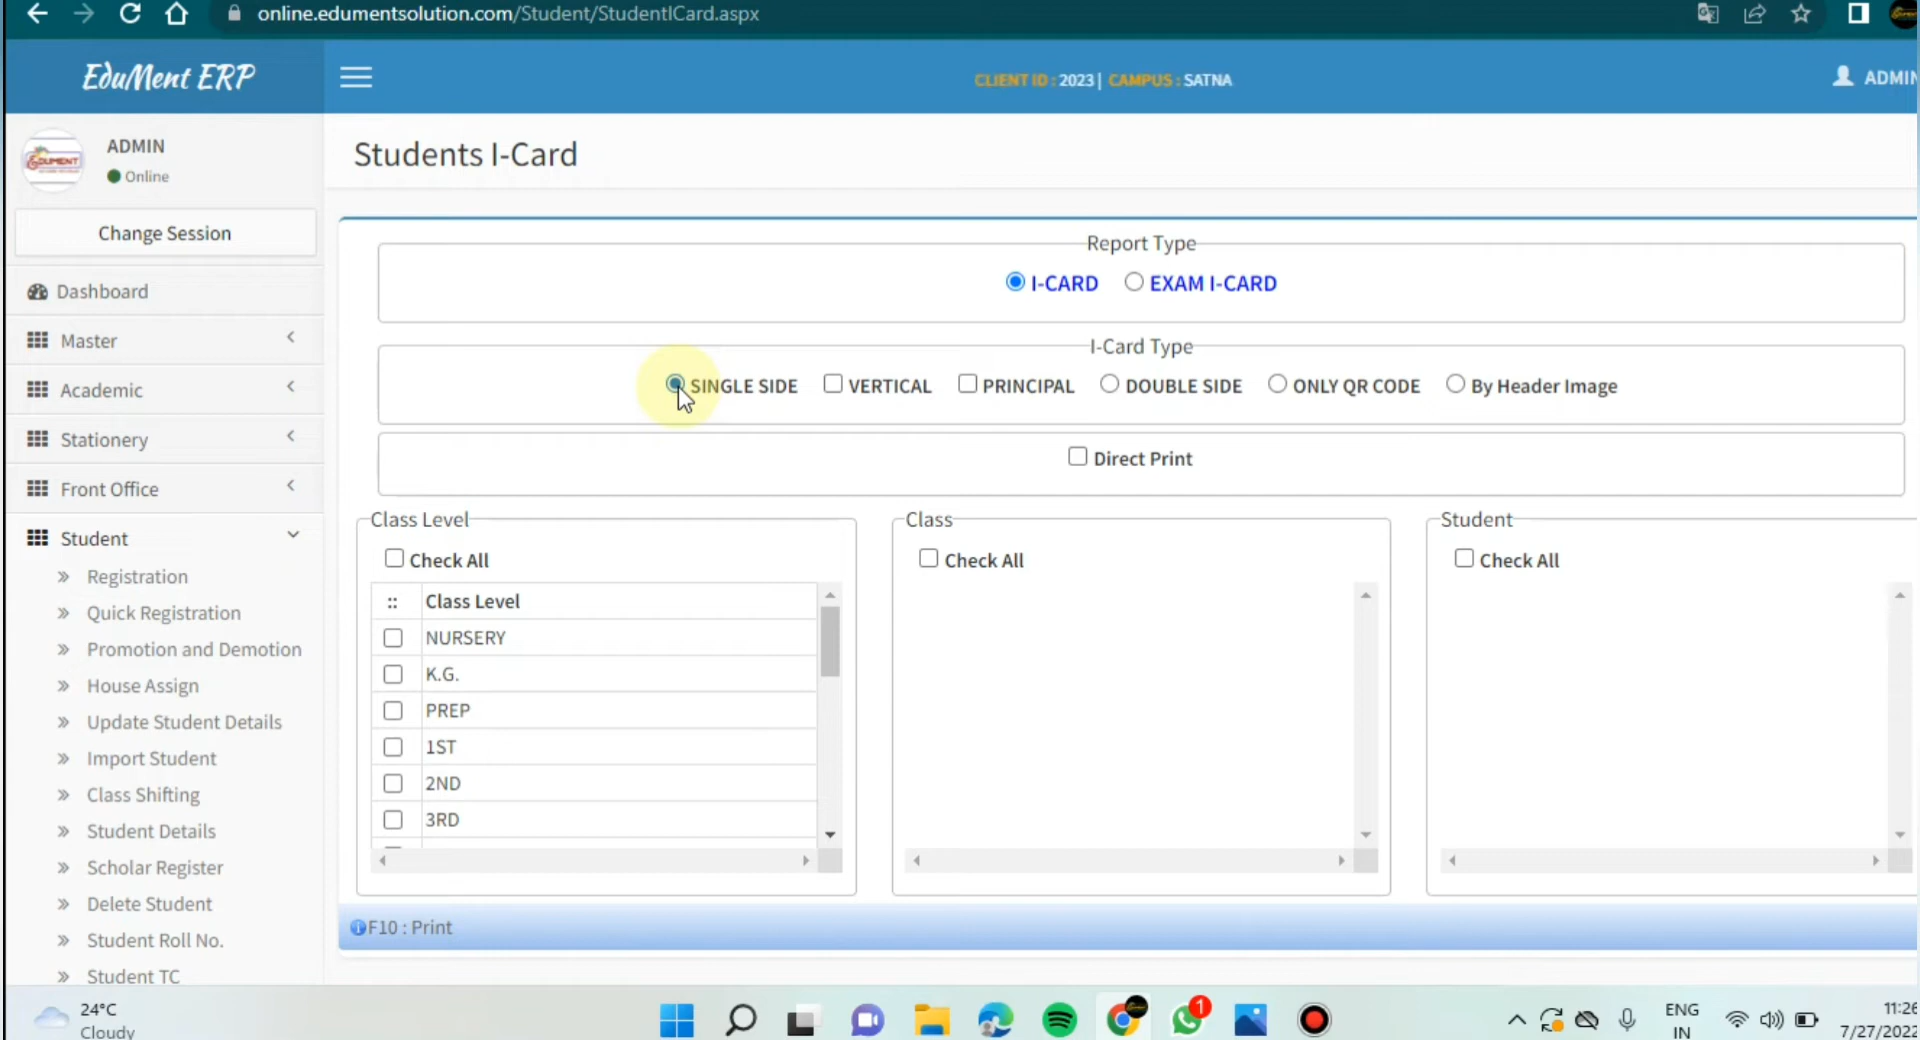 online.edumentsolution.com/Student/StudentICard.aspx
EduMent ERP
CLIENT ID : 2023 | CAMPUS : SATNA
ADMIN
EDUMENT
ADMIN
Online
Students I-Card
Change Session
Report Type
I-CARD EXAM I-CARD
Dashboard
Master
I-Card Type
SINGLE SIDE VERTICAL PRINCIPAL DOUBLE SIDE ONLY QR CODE By Header Image
Academic
Stationery
Direct Print
Front Office
Student
Registration
Quick Registration
Promotion and Demotion
House Assign
Update Student Details
Import Student
Class Shifting
Student Details
Scholar Register
Delete Student
Student Roll No.
Student TC
Class Level
Check All
:: Class Level
NURSERY
K.G.
PREP
1ST
2ND
3RD
Class
Check All
Student
Check All
F10 : Print
24°C
Cloudy
1
ENG
IN
11:26
7/27/2022